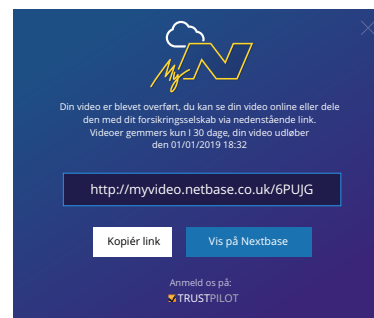 My N
Din video er blevet overført, du kan se din video online eller dele
den med dit forsikringsselskab via nedenstående link.
Videoer gemmers kun I 30 dage, din video udløber
den 01/01/2019 18:32
http://myvideo.netbase.co.uk/6PUJG
Kopiér link
Vis på Nextbase
Anmeld os på:
TRUSTPILOT